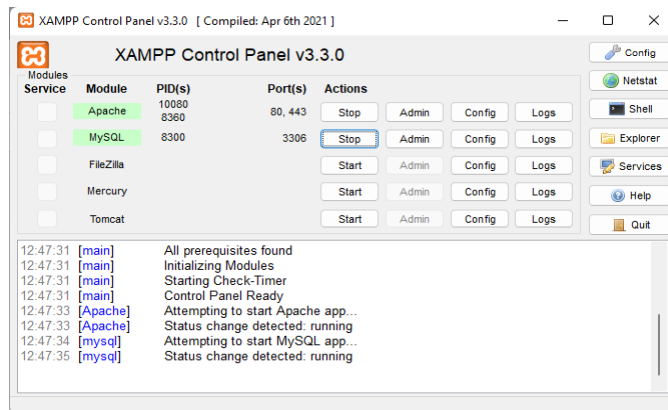 XAMPP Control Panel v3.3.0 [ Compiled: Apr 6th 2021 ]
XAMPP Control Panel v3.3.0
Config
Modules
Service Module PID(s) Port(s) Actions
Netstat
Apache 10080 8360 80, 443 Stop Admin Config Logs
Shell
MySQL 8300 3306 Stop Admin Config Logs
Explorer
FileZilla Start Admin Config Logs
Services
Mercury Start Admin Config Logs
Help
Tomcat Start Admin Config Logs
Quit
12:47:31 [main] All prerequisites found
12:47:31 [main] Initializing Modules
12:47:31 [main] Starting Check-Timer
12:47:31 [main] Control Panel Ready
12:47:33 [Apache] Attempting to start Apache app...
12:47:33 [Apache] Status change detected: running
12:47:34 [mysql] Attempting to start MySQL app...
12:47:35 [mysql] Status change detected: running